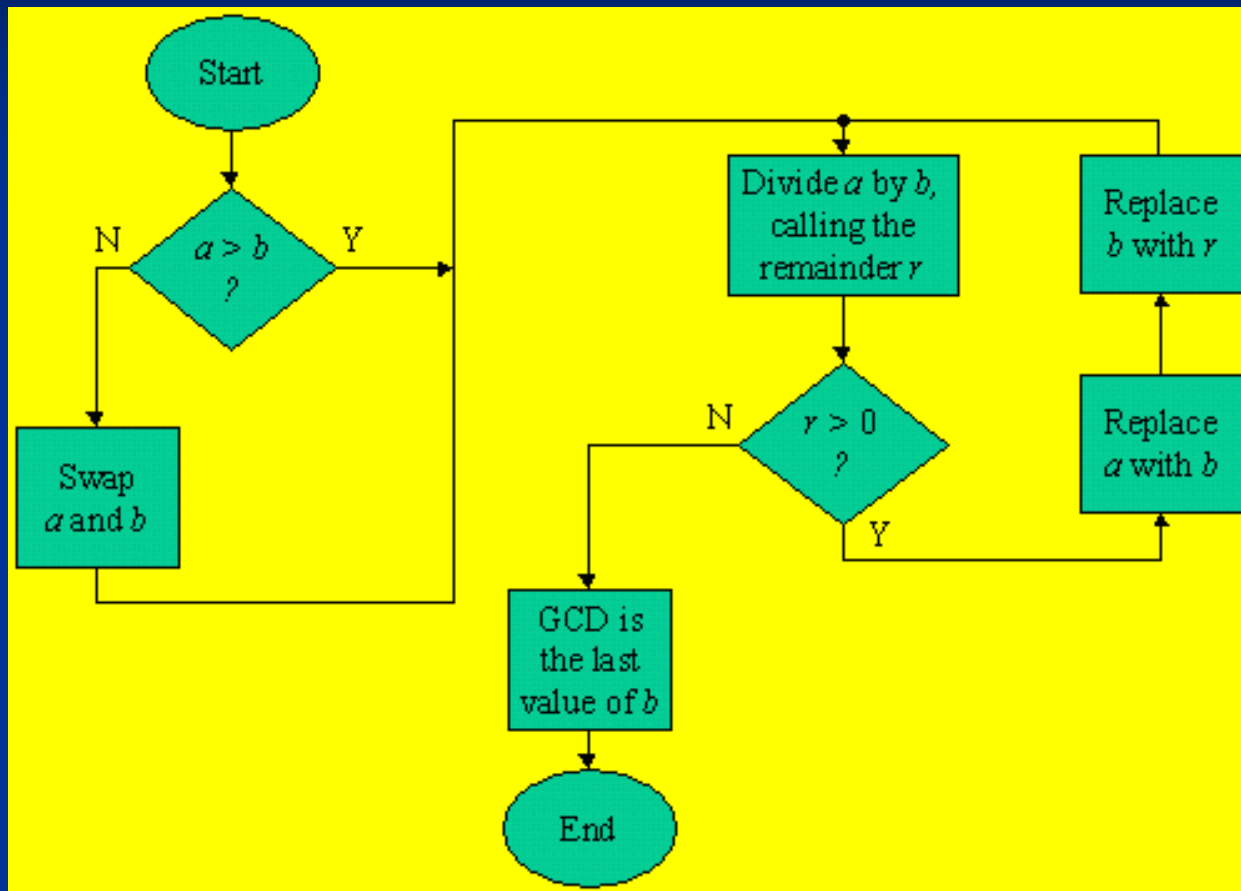 Start
a > b
?
N
Y
Swap
a and b
Divide a by b,
calling the
remainder r
r > 0
?
N
Y
Replace
a with b
Replace
b with r
GCD is
the last
value of b
End